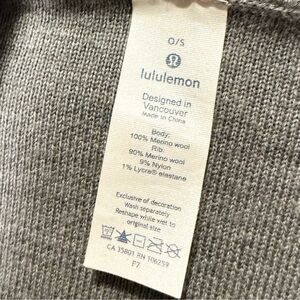 O/S
lululemon
Designed in
Vancouver
Made in China
Body:
100% Merino wool
Rib:
90% Merino wool
9% Nylon
1% Lycra® elastane
Exclusive of decoration
Wash separately
Reshape while wet to
original size
CA 35801 RN 106259
F7